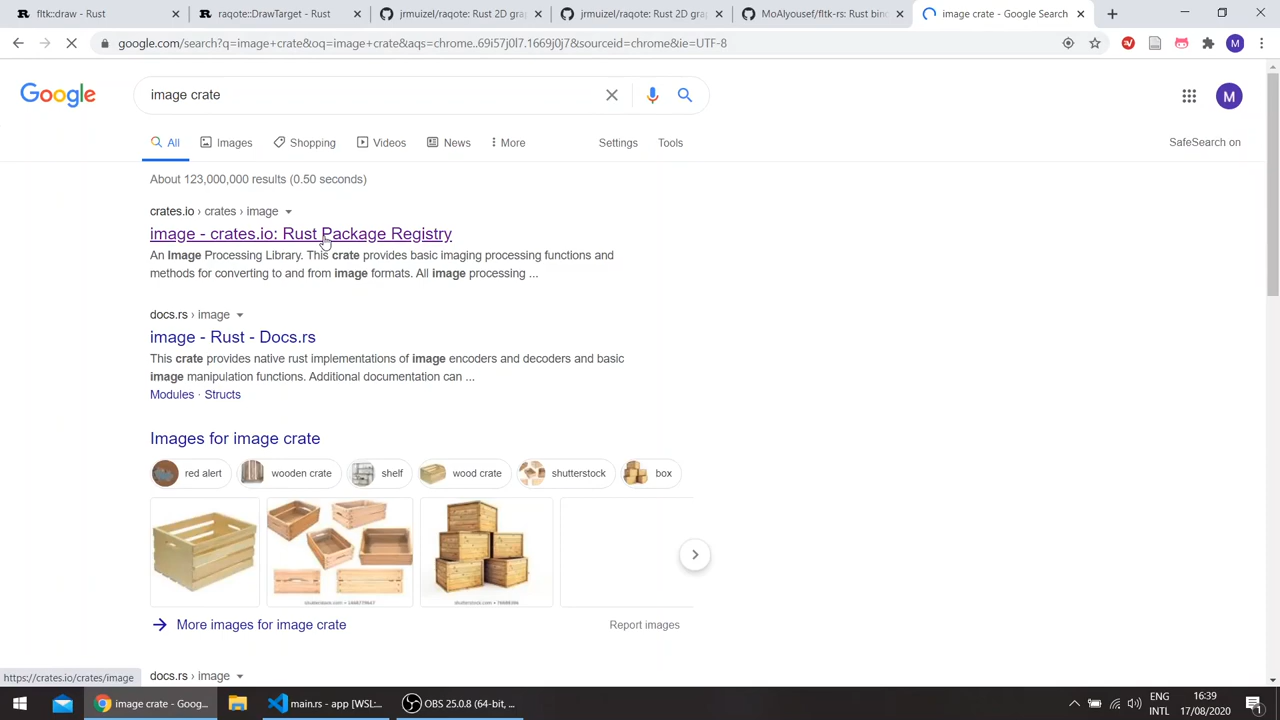 fltk::draw - Rust
raqote::DrawTarget - Rust
jrmuizel/raqote: Rust 2D grap
jrmuizel/raqote: Rust 2D grap
MoAlyousef/fltk-rs: Rust bind
image crate - Google Search
google.com/search?q=image+crate&oq=image+crate&aqs=chrome..69i57j0l7.1669j0j7&sourceid=chrome&ie=UTF-8
M
Google
image crate
M
All
Images
Shopping
Videos
News
More
Settings
Tools
SafeSearch on
About 123,000,000 results (0.50 seconds)
crates.io › crates › image
image - crates.io: Rust Package Registry
An Image Processing Library. This crate provides basic imaging processing functions and
methods for converting to and from image formats. All image processing ...
docs.rs › image
image - Rust - Docs.rs
This crate provides native rust implementations of image encoders and decoders and basic
image manipulation functions. Additional documentation can ...
Modules · Structs
Images for image crate
red alert
wooden crate
shelf
wood crate
shutterstock
box
More images for image crate
Report images
docs.rs › image
https://crates.io/crates/image
image crate - Goog...
main.rs - app [WSL:...
OBS 25.0.8 (64-bit, ...
ENG
INTL
16:39
17/08/2020
1